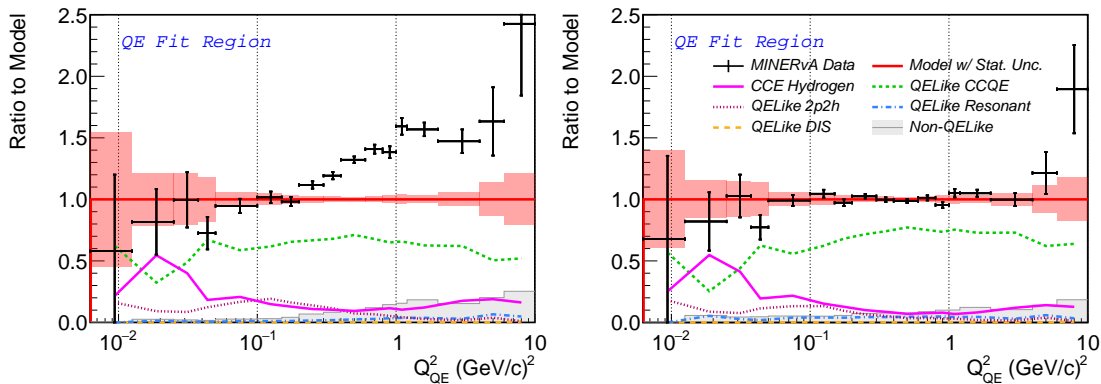 Ratio to Model
2.5
2.0
1.5
1.0
0.5
0.0
QE Fit Region
10⁻²
10⁻¹
1
10
Q²QE (GeV/c)²
Ratio to Model
2.5
2.0
1.5
1.0
0.5
0.0
QE Fit Region
MINERvA Data
Model w/ Stat. Unc.
CCE Hydrogen
QELike CCQE
QELike 2p2h
QELike Resonant
QELike DIS
Non-QELike
10⁻²
10⁻¹
1
10
Q²QE (GeV/c)²